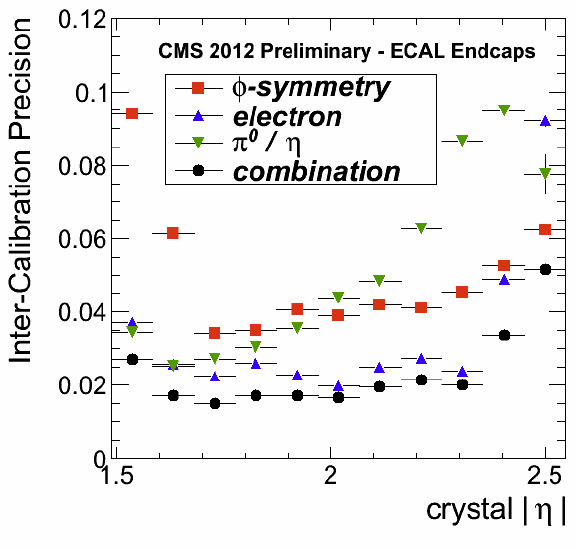 0.12
CMS 2012 Preliminary - ECAL Endcaps
0.1
ϕ-symmetry
electron
π⁰ / η
combination
0.08
0.06
0.04
0.02
0
Inter-Calibration Precision
1.5 2 2.5
crystal | η |